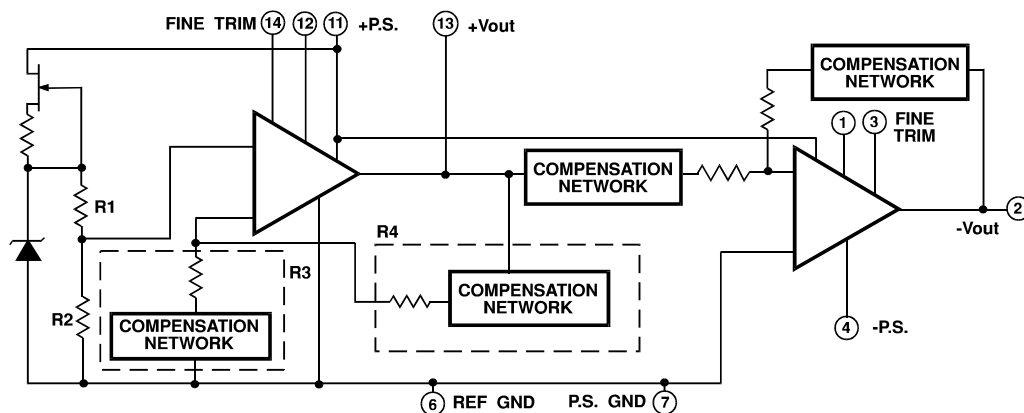 FINE TRIM 14 12 11 +P.S. 13 +Vout
COMPENSATION
NETWORK
1 3 FINE
TRIM
COMPENSATION
NETWORK
R1
2
-Vout
R4
R3
COMPENSATION
NETWORK
R2
COMPENSATION
NETWORK
4 -P.S.
6 REF GND P.S. GND 7